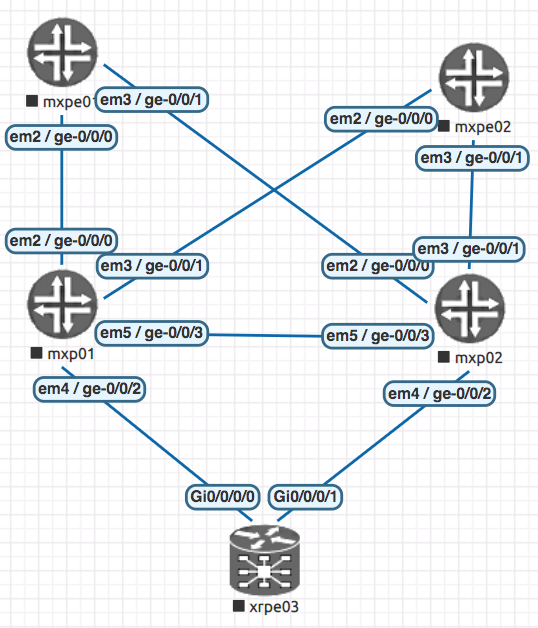 mxpe01
em3 / ge-0/0/1
em2 / ge-0/0/0
em2 / ge-0/0/0
mxpe02
em3 / ge-0/0/1
em2 / ge-0/0/0
em3 / ge-0/0/1
em3 / ge-0/0/1
em2 / ge-0/0/0
em5 / ge-0/0/3
em5 / ge-0/0/3
mxp01
mxp02
em4 / ge-0/0/2
em4 / ge-0/0/2
Gi0/0/0/0
Gi0/0/0/1
xrpe03